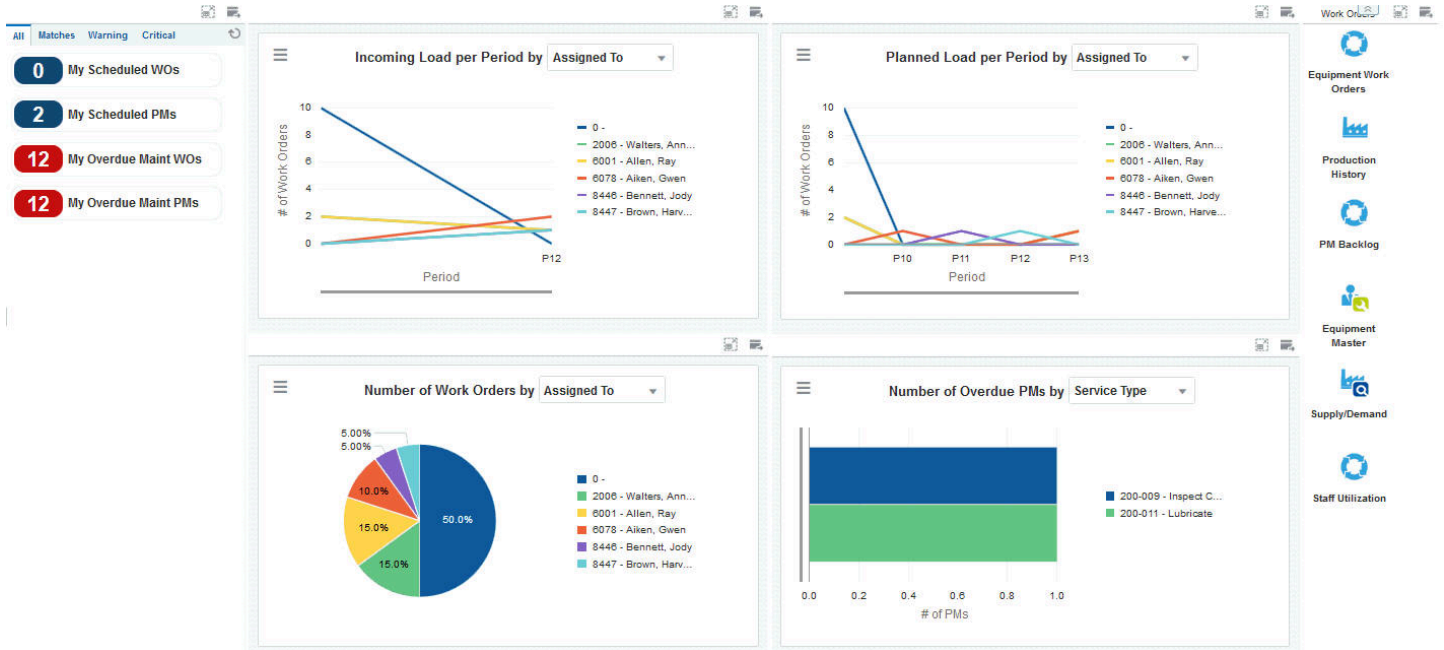 All Matches Warning Critical
0 My Scheduled WOs
2 My Scheduled PMs
12 My Overdue Maint WOs
12 My Overdue Maint PMs
Incoming Load per Period by Assigned To
# of Work Orders
10
8
6
4
2
0
P12
Period
0 -
2006 - Walters, Ann...
6001 - Allen, Ray
6078 - Aiken, Gwen
8446 - Bennett, Jody
8447 - Brown, Harve...
Planned Load per Period by Assigned To
# of Work Orders
10
8
6
4
2
0
P10 P11 P12 P13
Period
0 -
2006 - Walters, Ann...
6001 - Allen, Ray
6078 - Aiken, Gwen
8446 - Bennett, Jody
8447 - Brown, Harve...
Number of Work Orders by Assigned To
5.00%
5.00%
10.0%
15.0%
15.0%
50.0%
0 -
2006 - Walters, Ann...
6001 - Allen, Ray
6078 - Aiken, Gwen
8446 - Bennett, Jody
8447 - Brown, Harv...
Number of Overdue PMs by Service Type
0.0 0.2 0.4 0.6 0.8 1.0
# of PMs
200-009 - Inspect C...
200-011 - Lubricate
Work Orders
Equipment Work
Orders
Production
History
PM Backlog
Equipment
Master
Supply/Demand
Staff Utilization